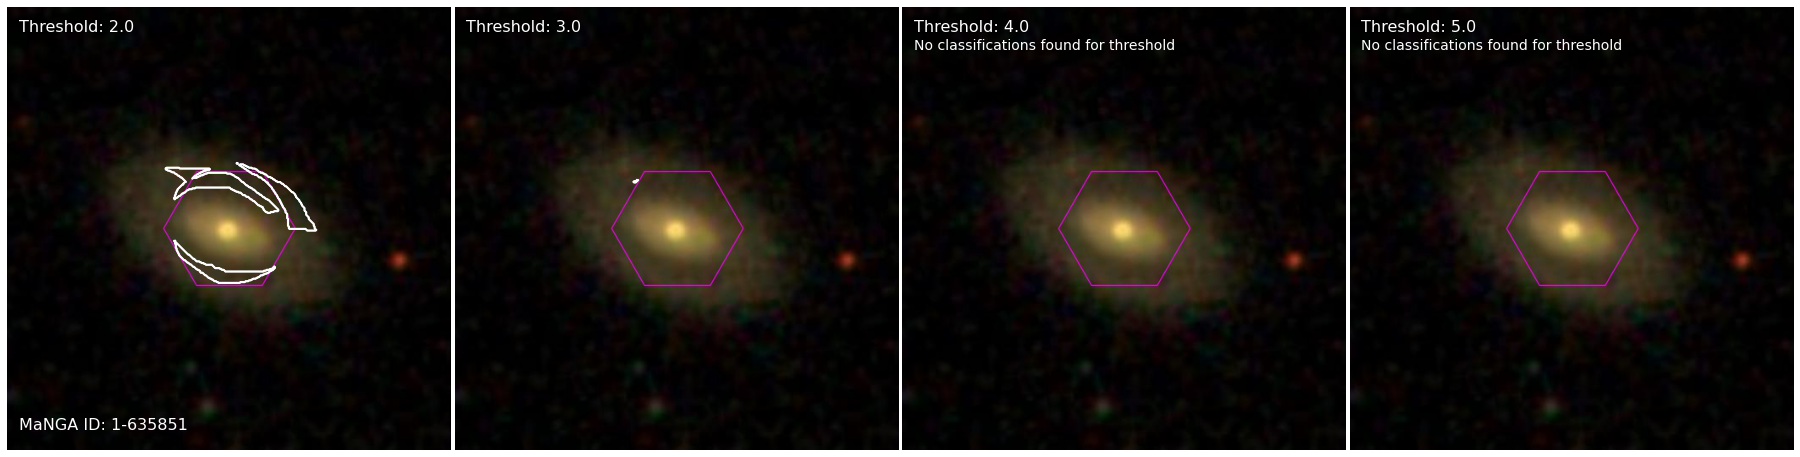 Threshold: 2.0
MaNGA ID: 1-635851
Threshold: 3.0
Threshold: 4.0
No classifications found for threshold
Threshold: 5.0
No classifications found for threshold